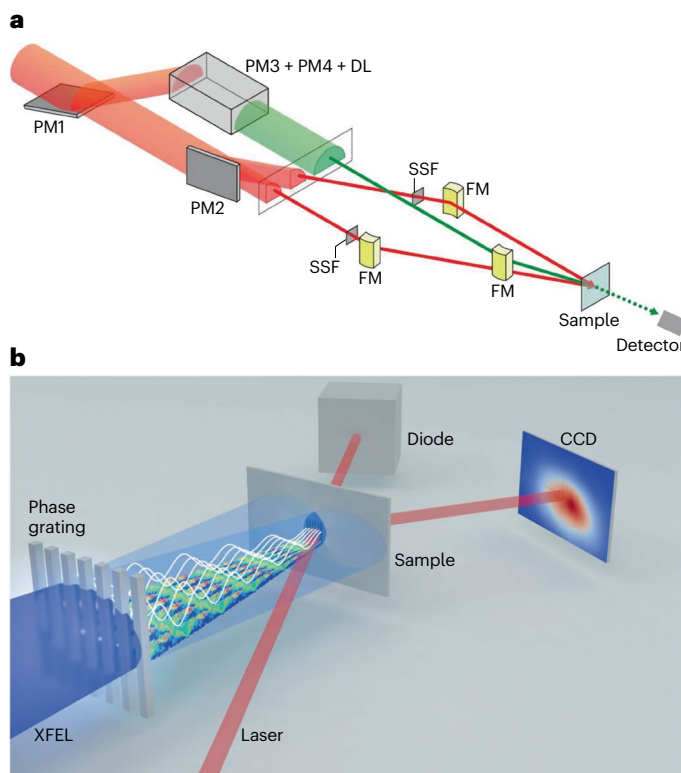 a
PM3 + PM4 + DL
PM1
SSF
FM
PM2
SSF
FM
FM
Sample
Detector
b
Diode
CCD
Phase
grating
Sample
XFEL
Laser